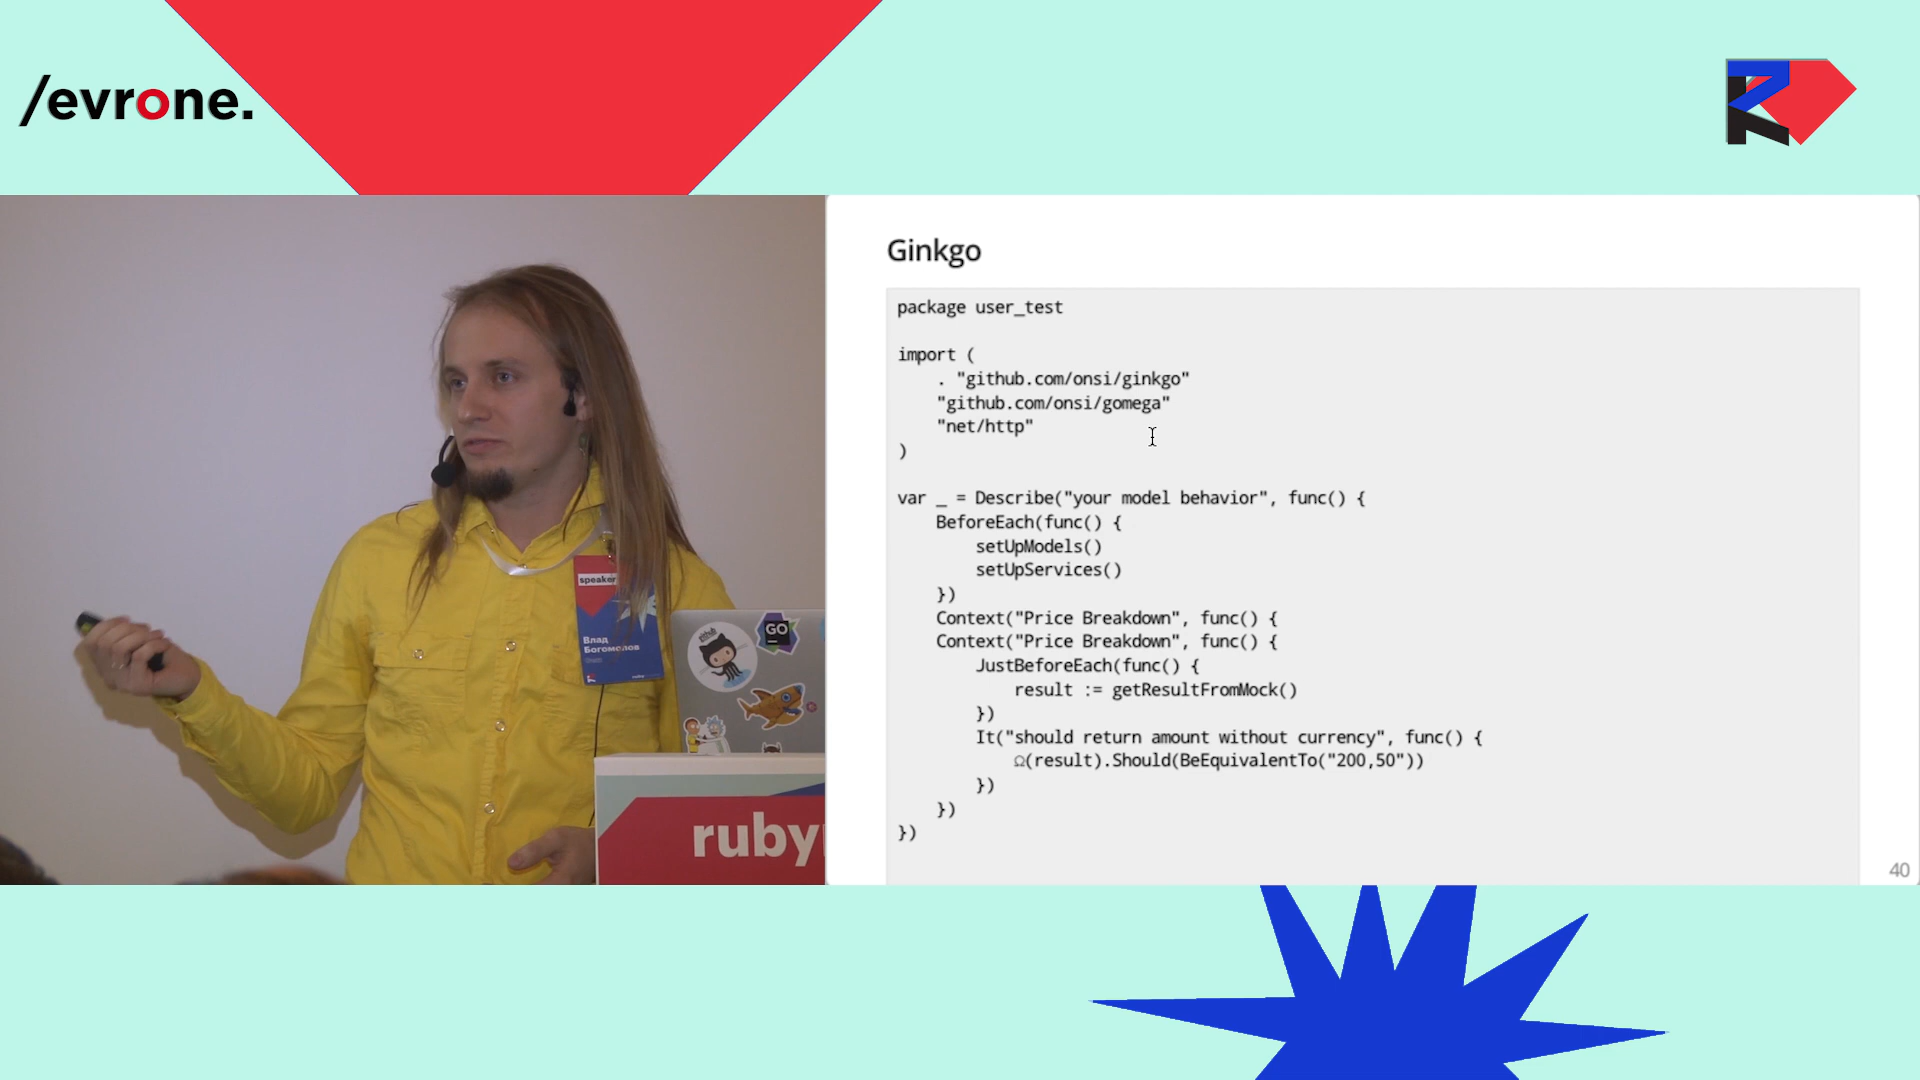 /evrone.
Ginkgo
package user_test
import (
    . "github.com/onsi/ginkgo"
    "github.com/onsi/gomega"
    "net/http"
)
var _ = Describe("your model behavior", func() {
    BeforeEach(func() {
        setUpModels()
        setUpServices()
    })
    Context("Price Breakdown", func() {
    Context("Price Breakdown", func() {
        JustBeforeEach(func() {
            result := getResultFromMock()
        })
        It("should return amount without currency", func() {
            Ω(result).Should(BeEquivalentTo("200,50"))
        })
    })
})
40
speaker
Влад
Богомолов
github
GO
ruby